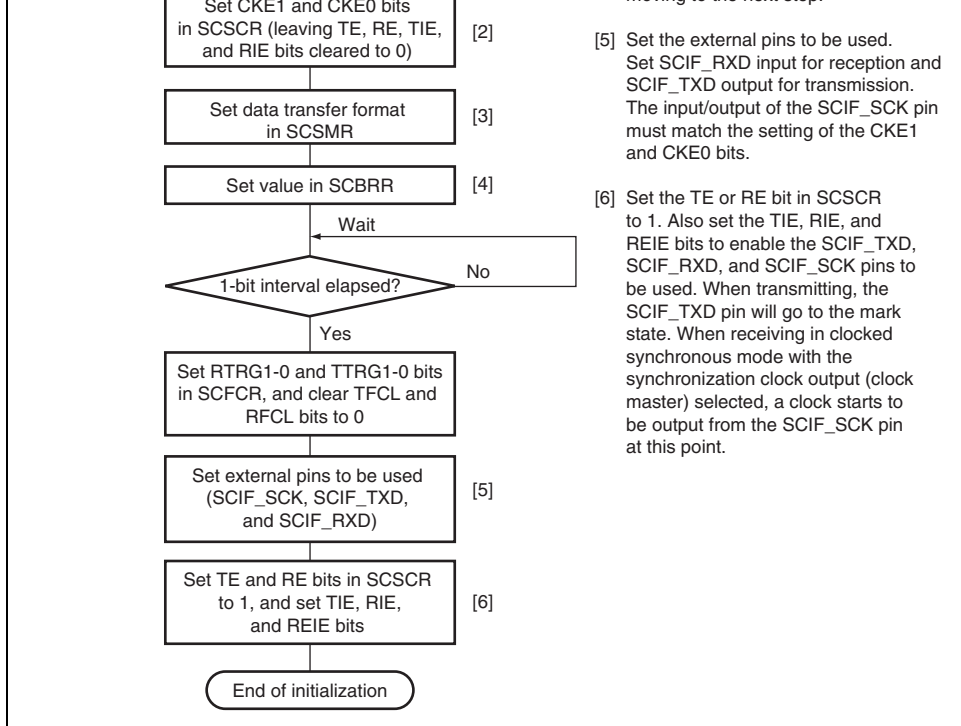 Set CKE1 and CKE0 bits
in SCSCR (leaving TE, RE, TIE,
and RIE bits cleared to 0)
[2]
Set data transfer format
in SCSMR
[3]
Set value in SCBRR
[4]
Wait
1-bit interval elapsed?
No
Yes
Set RTRG1-0 and TTRG1-0 bits
in SCFCR, and clear TFCL and
RFCL bits to 0
Set external pins to be used
(SCIF_SCK, SCIF_TXD,
and SCIF_RXD)
[5]
Set TE and RE bits in SCSCR
to 1, and set TIE, RIE,
and REIE bits
[6]
End of initialization
moving to the next step.
[5] Set the external pins to be used.
Set SCIF_RXD input for reception and
SCIF_TXD output for transmission.
The input/output of the SCIF_SCK pin
must match the setting of the CKE1
and CKE0 bits.
[6] Set the TE or RE bit in SCSCR
to 1. Also set the TIE, RIE, and
REIE bits to enable the SCIF_TXD,
SCIF_RXD, and SCIF_SCK pins to
be used. When transmitting, the
SCIF_TXD pin will go to the mark
state. When receiving in clocked
synchronous mode with the
synchronization clock output (clock
master) selected, a clock starts to
be output from the SCIF_SCK pin
at this point.